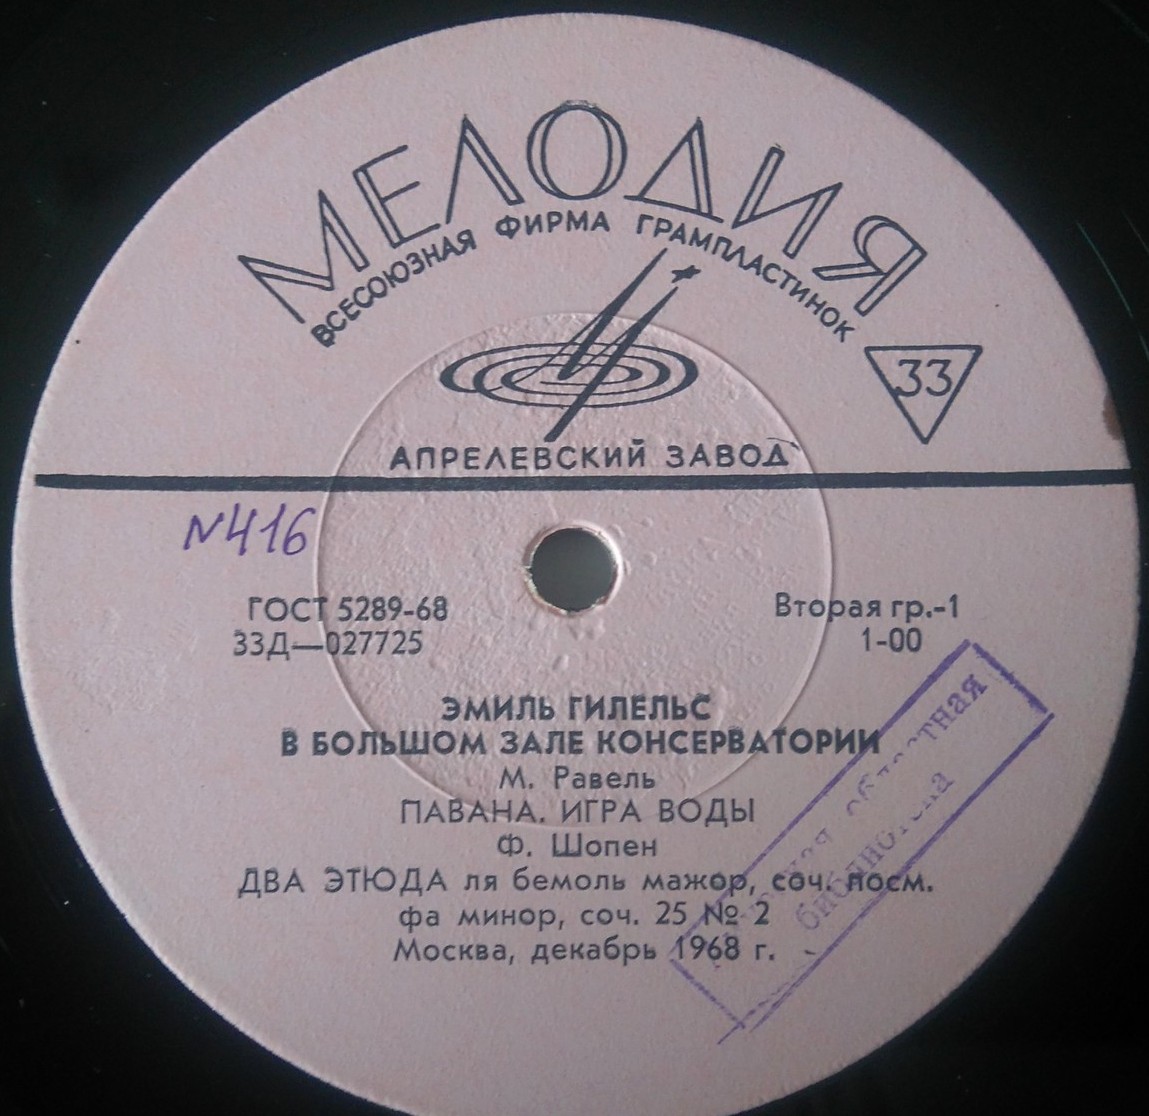 МЕЛОДИЯ
ВСЕСОЮЗНАЯ ФИРМА ГРАМПЛАСТИНОК
33
АПРЕЛЕВСКИЙ ЗАВОД
N416
ГОСТ 5289-68
Вторая гр.-1
33Д—027725
1-00
ЭМИЛЬ ГИЛЕЛЬС
В БОЛЬШОМ ЗАЛЕ КОНСЕРВАТОРИИ
М. Равель
ПАВАНА. ИГРА ВОДЫ
Ф. Шопен
ДВА ЭТЮДА ля бемоль мажор, соч. посм.
фа минор, соч. 25 № 2
Москва, декабрь 1968 г.
областная
библиотека